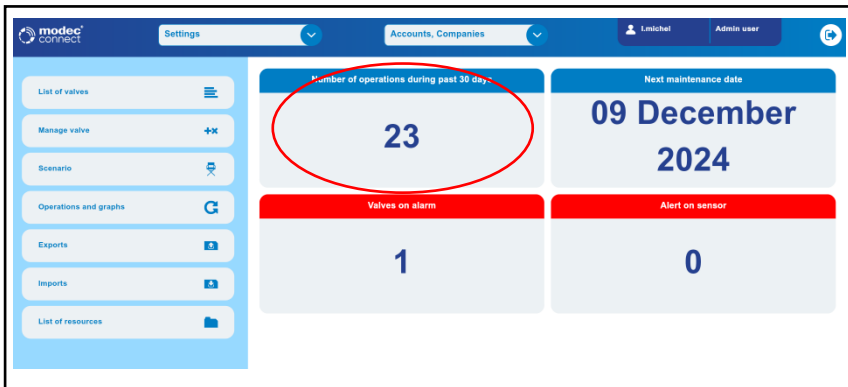 modec
connect
Settings
Accounts, Companies
l.michel
Admin user
List of valves
Manage valve
Scenario
Operations and graphs
Exports
Imports
List of resources
Number of operations during past 30 days
23
Next maintenance date
09 December
2024
Valves on alarm
1
Alert on sensor
0